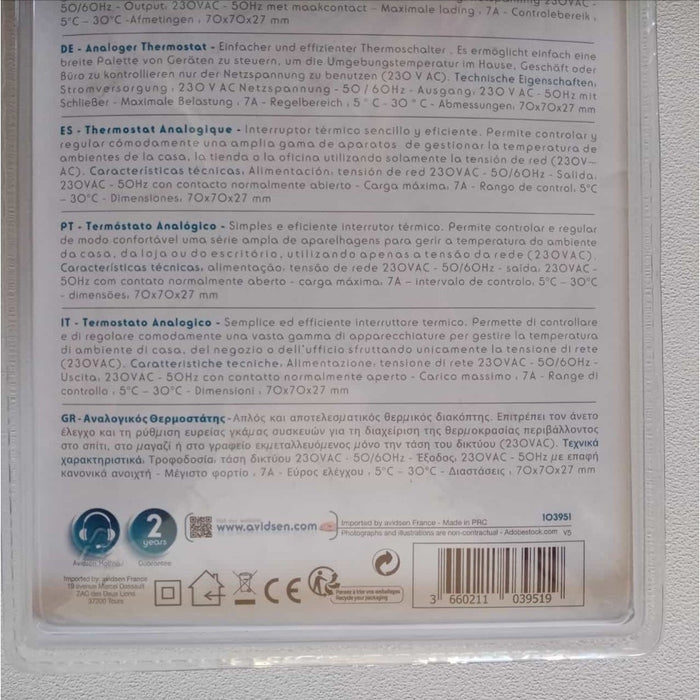 50/60Hz - Output: 230VAC - 50Hz met maakcontact - Maximale lading , 7A - Controlebereik ,
5°C - 30°C -Afmetingen , 70x70x27 mm
DE - Analoger Thermostat - Einfacher und effizienter Thermoschalter . Es ermöglicht einfach eine
breite Palette von Geräten zu steuern, um die Umgebungstemperatur im Hause, Geschäft oder
Büro zu kontrollieren nur der Netzspannung zu benutzen (230 V AC). Technische Eigenschaften,
Stromversorgung , 230 V AC Netzspannung - 50 / 60Hz - Ausgang, 230 V AC - 50Hz mit
Schließer - Maximale Belastung , 7A - Regelbereich , 5 ° C - 30 ° C - Abmessungen, 70x70x27 mm
ES - Thermostat Analogique - Interruptor térmico sencillo y eficiente. Permite controlar y
regular cómodamente una amplia gama de aparatos de gestionar la temperatura de
ambientes de la casa, la tienda o la oficina utilizando solamente la tensión de red (230V~
AC). Características técnicas, Alimentación, tensión de red 230VAC - 50/60Hz - Salida,
230VAC - 50Hz con contacto normalmente abierto - Carga máxima, 7A - Rango de control, 5°C
- 30°C - Dimensiones, 70x70x27 mm
PT - Termóstato Analógico - Simples e eficiente interrutor térmico. Permite controlar e regular
de modo confortável uma série ampla de aparelhagens para gerir a temperatura do ambiente
da casa, da loja ou do escritório, utilizando apenas a tensão da rede (230VAC).
Características técnicas, alimentação, tensão de rede 230VAC - 50/60Hz - saída, 230VAC -
50Hz com contato normalmente aberto - carga máxima, 7A - intervalo de controlo, 5°C - 30°C
- dimensões, 70x70x27 mm
IT - Termostato Analogico - Semplice ed efficiente interruttore termico. Permette di controllare
e di regolare comodamente una vasta gamma di apparecchiature per gestire la temperatura
di ambiente di casa, del negozio o dell'ufficio sfruttando unicamente la tensione di rete
(230VAC). Caratteristiche tecniche, Alimentazione, tensione di rete 230VAC - 50/60Hz -
Uscita, 230VAC - 50Hz con contatto normalmente aperto - Carico massimo , 7A - Range di
controllo , 5°C - 30°C - Dimensioni , 70x70x27 mm
GR - Αναλογικός Θερμοστάτης - Απλός και αποτελεσματικός θερμικός διακόπτης. Επιτρέπει τον άνετο
έλεγχο και τη ρύθμιση ευρείας γκάμας συσκευών για τη διαχείριση της θερμοκρασίας περιβάλλοντος
στο σπίτι, στο μαγαζί ή στο γραφείο εκμεταλλευόμενος μόνο την τάση του δικτύου (230VAC). Τεχνικά
χαρακτηριστικά, Τροφοδοσία, τάση δικτύου 230VAC - 50/60Hz - Έξοδος, 230VAC - 50Hz με επαφή
κανονικά ανοιχτή - Μέγιστο φορτίο , 7A - Εύρος ελέγχου , 5°C - 30°C - Διαστάσεις , 70x70x27 mm
Avidsen
2
years
Guarantee
www.avidsen.com
Imported by avidsen France - Made in PRC
Photographs and illustrations are non-contractual - Adobestock.com V5
103951
Imported by: avidsen France
19 avenue Marcel Dassault
ZAC des Deux Lions
37200 Tours
CE
Pensez à trier vos emballages
Recycle your packaging
3 660211 039519